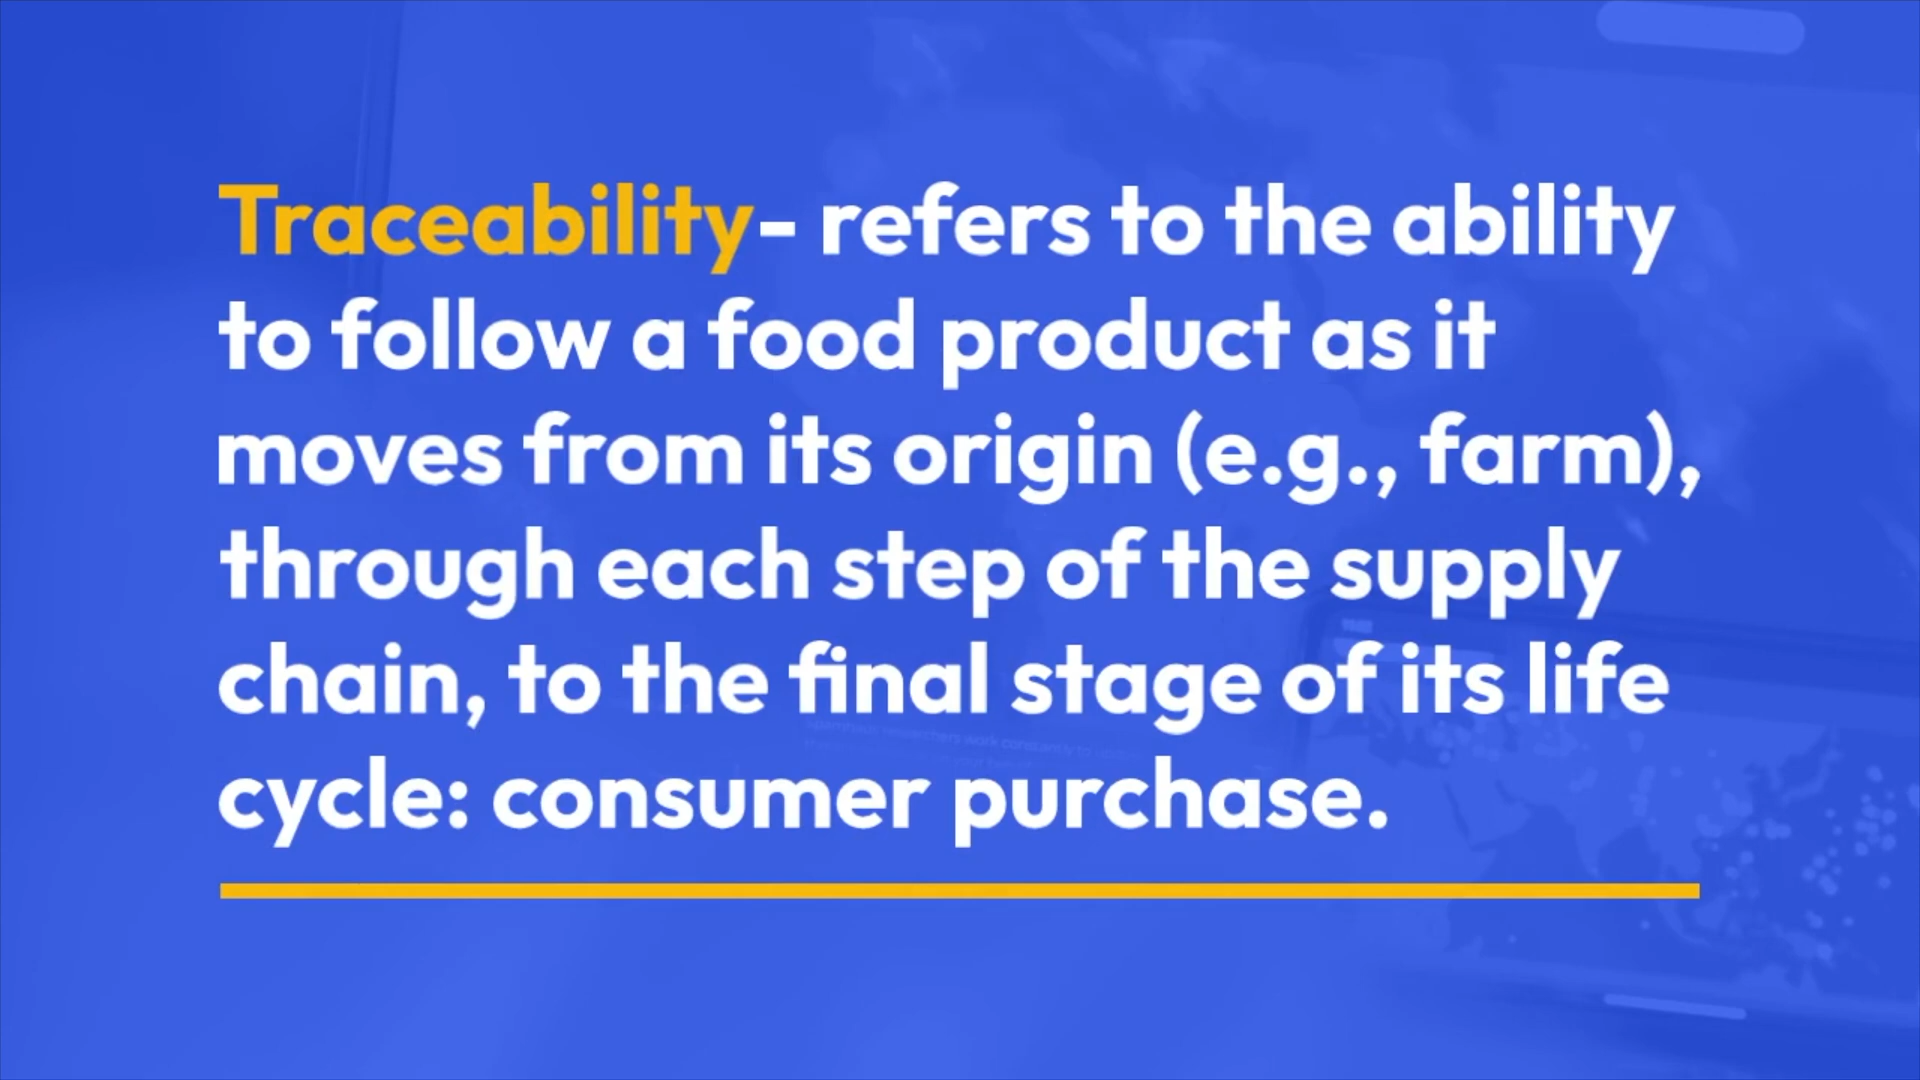 Traceability- refers to the ability
to follow a food product as it
moves from its origin (e.g., farm),
through each step of the supply
chain, to the final stage of its life
cycle: consumer purchase.